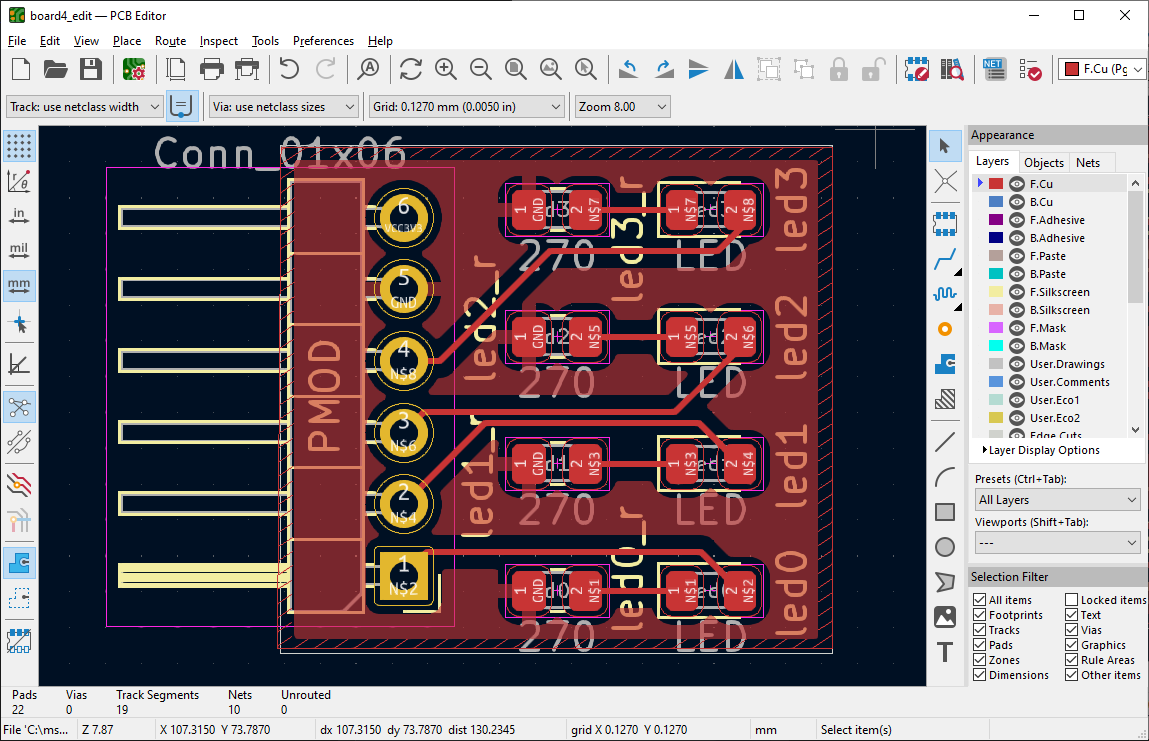 board4_edit — PCB Editor
File Edit View Place Route Inspect Tools Preferences Help
F.Cu (Pg
Track: use netclass width Via: use netclass sizes Grid: 0.1270 mm (0.0050 in) Zoom 8.00
Conn_01x06
in
mil
mm
PMOD
6
VCC3V3
5
GND
4
N$8
3
N$6
2
N$4
1
N$2
1 GND 2 N$7 1 N$7 2 N$8
270 LED
led3_r led3
1 GND 2 N$5 1 N$5 2 N$6
270 LED
led2_r led2
1 GND 2 N$3 1 N$3 2 N$4
270 LED
led1_r led1
1 GND 2 N$1 1 N$1 2 N$2
270 LED
led0_r led0
NET
T
Appearance
Layers Objects Nets
F.Cu
B.Cu
F.Adhesive
B.Adhesive
F.Paste
B.Paste
F.Silkscreen
B.Silkscreen
F.Mask
B.Mask
User.Drawings
User.Comments
User.Eco1
User.Eco2
Edge.Cuts
Layer Display Options
Presets (Ctrl+Tab):
All Layers
Viewports (Shift+Tab):
---
Selection Filter
All items Locked items
Footprints Text
Tracks Vias
Pads Graphics
Zones Rule Areas
Dimensions Other items
Pads Vias Track Segments Nets Unrouted
22 0 19 10 0
File 'C:\ms... Z 7.87 X 107.3150 Y 73.7870 dx 107.3150 dy 73.7870 dist 130.2345 grid X 0.1270 Y 0.1270 mm Select item(s)